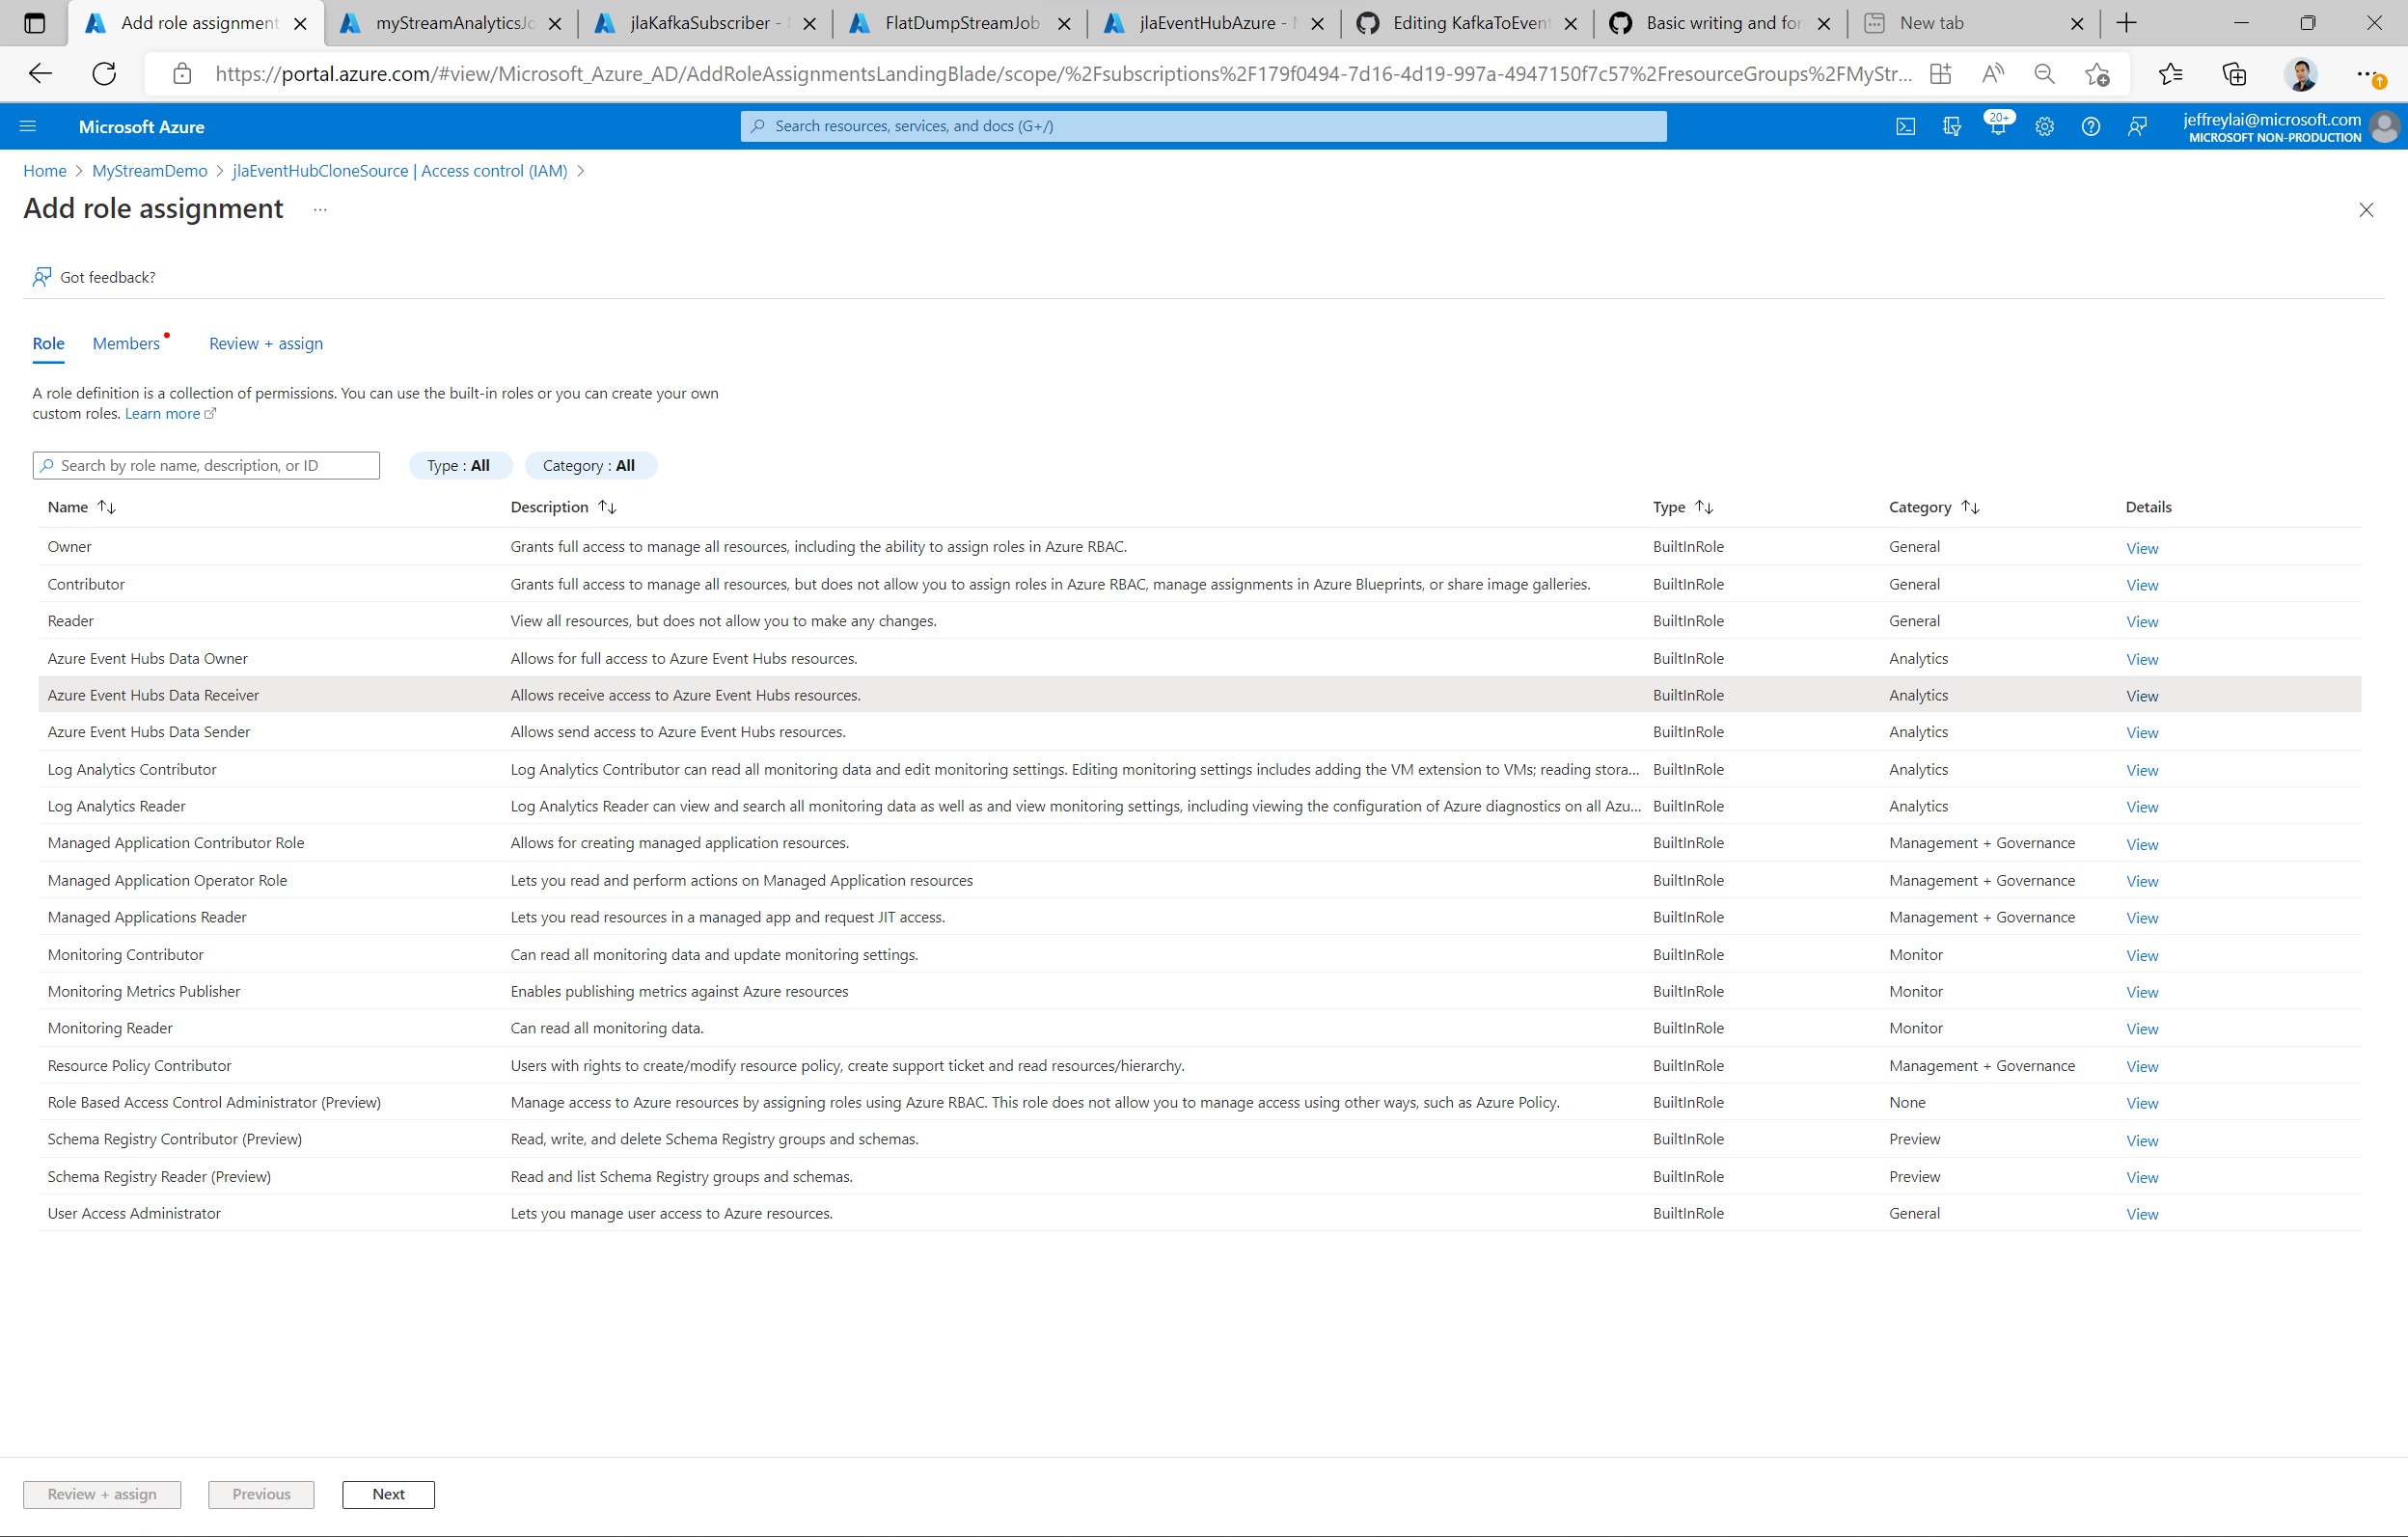 Add role assignment
myStreamAnalyticsJo
jlaKafkaSubscriber -
FlatDumpStreamJob
jlaEventHubAzure -
Editing KafkaToEvent
Basic writing and for
New tab
https://portal.azure.com/#view/Microsoft_Azure_AD/AddRoleAssignmentsLandingBlade/scope/%2Fsubscriptions%2F179f0494-7d16-4d19-997a-4947150f7c57%2FresourceGroups%2FMyStr...
Microsoft Azure
Search resources, services, and docs (G+/)
20+
jeffreylai@microsoft.com
MICROSOFT NON-PRODUCTION
Home > MyStreamDemo > jlaEventHubCloneSource | Access control (IAM) >
Add role assignment ...
Got feedback?
Role Members Review + assign
A role definition is a collection of permissions. You can use the built-in roles or you can create your own
custom roles. Learn more
Search by role name, description, or ID Type : All Category : All
Name Description Type Category Details
Owner Grants full access to manage all resources, including the ability to assign roles in Azure RBAC. BuiltInRole General View
Contributor Grants full access to manage all resources, but does not allow you to assign roles in Azure RBAC, manage assignments in Azure Blueprints, or share image galleries. BuiltInRole General View
Reader View all resources, but does not allow you to make any changes. BuiltInRole General View
Azure Event Hubs Data Owner Allows for full access to Azure Event Hubs resources. BuiltInRole Analytics View
Azure Event Hubs Data Receiver Allows receive access to Azure Event Hubs resources. BuiltInRole Analytics View
Azure Event Hubs Data Sender Allows send access to Azure Event Hubs resources. BuiltInRole Analytics View
Log Analytics Contributor Log Analytics Contributor can read all monitoring data and edit monitoring settings. Editing monitoring settings includes adding the VM extension to VMs; reading stora... BuiltInRole Analytics View
Log Analytics Reader Log Analytics Reader can view and search all monitoring data as well as and view monitoring settings, including viewing the configuration of Azure diagnostics on all Azu... BuiltInRole Analytics View
Managed Application Contributor Role Allows for creating managed application resources. BuiltInRole Management + Governance View
Managed Application Operator Role Lets you read and perform actions on Managed Application resources BuiltInRole Management + Governance View
Managed Applications Reader Lets you read resources in a managed app and request JIT access. BuiltInRole Management + Governance View
Monitoring Contributor Can read all monitoring data and update monitoring settings. BuiltInRole Monitor View
Monitoring Metrics Publisher Enables publishing metrics against Azure resources BuiltInRole Monitor View
Monitoring Reader Can read all monitoring data. BuiltInRole Monitor View
Resource Policy Contributor Users with rights to create/modify resource policy, create support ticket and read resources/hierarchy. BuiltInRole Management + Governance View
Role Based Access Control Administrator (Preview) Manage access to Azure resources by assigning roles using Azure RBAC. This role does not allow you to manage access using other ways, such as Azure Policy. BuiltInRole None View
Schema Registry Contributor (Preview) Read, write, and delete Schema Registry groups and schemas. BuiltInRole Preview View
Schema Registry Reader (Preview) Read and list Schema Registry groups and schemas. BuiltInRole Preview View
User Access Administrator Lets you manage user access to Azure resources. BuiltInRole General View
Review + assign Previous Next